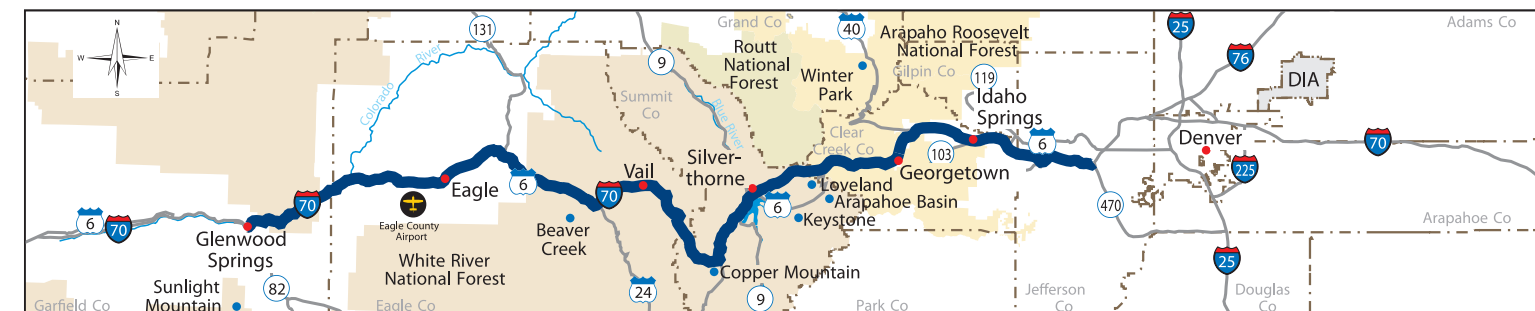 N
W
E
S
131
Grand Co
40
Arapaho Roosevelt
National Forest
25
Adams Co
River
9
Routt
National
Forest
Winter
Park
Gilpin Co
119
76
DIA
Colorado
Summit
Co
Blue River
Idaho
Springs
Clear
Creek Co
103
6
Denver
70
225
Vail
Silver-
thorne
Georgetown
Eagle
6
70
Loveland
Arapahoe Basin
Keystone
6
470
Arapahoe Co
6
70
70
Glenwood
Springs
Eagle County
Airport
Beaver
Creek
White River
National Forest
Copper Mountain
25
Sunlight
Mountain
82
24
9
Jefferson
Co
Douglas
Co
Garfield Co
Eagle Co
Park Co